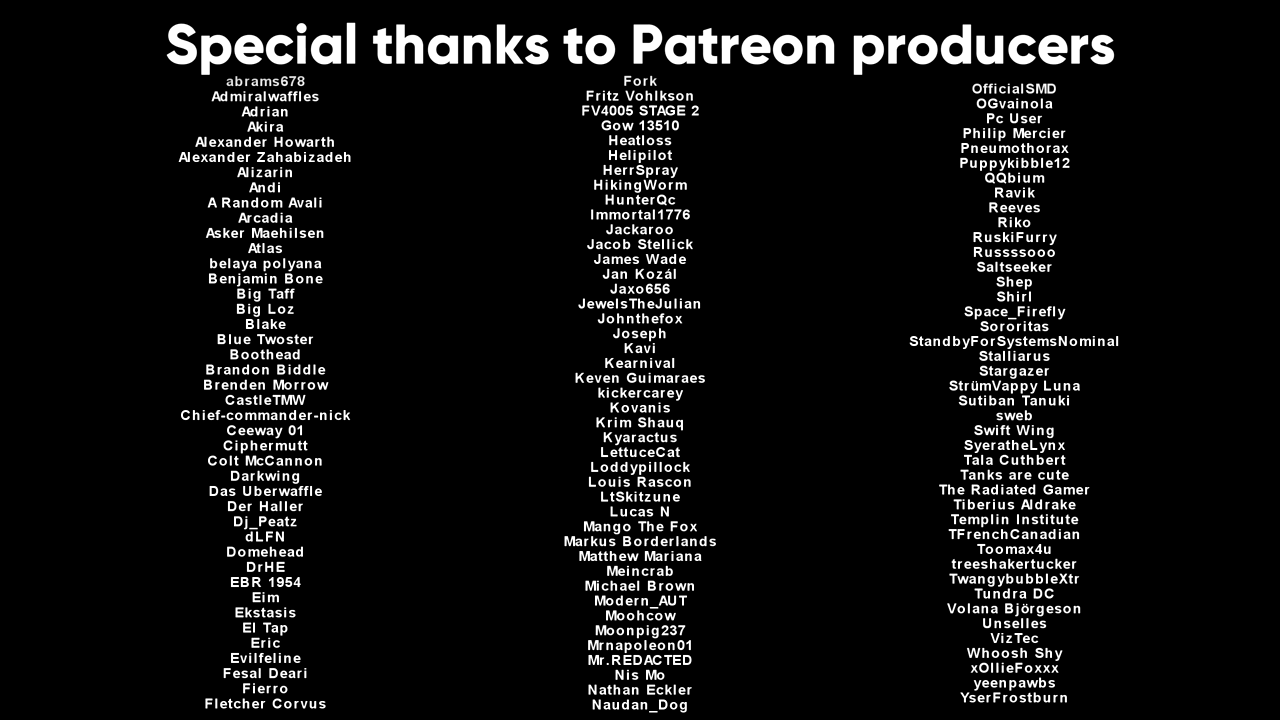 Special thanks to Patreon producers
abrams678
Admiralwaffles
Adrian
Akira
Alexander Howarth
Alexander Zahabizadeh
Alizarin
Andi
A Random Avali
Arcadia
Asker Maehilsen
Atlas
belaya polyana
Benjamin Bone
Big Taff
Big Loz
Blake
Blue Twoster
Boothead
Brandon Biddle
Brenden Morrow
CastleTMW
Chief-commander-nick
Ceeway 01
Ciphermutt
Colt McCannon
Darkwing
Das Uberwaffle
Der Haller
Dj_Peatz
dLFN
Domehead
DrHE
EBR 1954
Eim
Ekstasis
El Tap
Eric
Evilfeline
Fesal Deari
Fierro
Fletcher Corvus
Fork
Fritz Vohlkson
FV4005 STAGE 2
Gow 13510
Heatloss
Helipilot
HerrSpray
HikingWorm
HunterQc
Immortal1776
Jackaroo
Jacob Stellick
James Wade
Jan Kozál
Jaxo656
JewelsTheJulian
Johnthefox
Joseph
Kavi
Kearnival
Keven Guimaraes
kickercarey
Kovanis
Krim Shauq
Kyaractus
LettuceCat
Loddypillock
Louis Rascon
LtSkitzune
Lucas N
Mango The Fox
Markus Borderlands
Matthew Mariana
Meincrab
Michael Brown
Modern_AUT
Moohcow
Moonpig237
Mrnapoleon01
Mr.REDACTED
Nis Mo
Nathan Eckler
Naudan_Dog
OfficialSMD
OGvainola
Pc User
Philip Mercier
Pneumothorax
Puppykibble12
QQbium
Ravik
Reeves
Riko
RuskiFurry
Russssooo
Saltseeker
Shep
Shirl
Space_Firefly
Sororitas
StandbyForSystemsNominal
Stalliarus
Stargazer
StrümVappy Luna
Sutiban Tanuki
sweb
Swift Wing
SyeratheLynx
Tala Cuthbert
Tanks are cute
The Radiated Gamer
Tiberius Aldrake
Templin Institute
TFrenchCanadian
Toomax4u
treeshakertucker
TwangybubbleXtr
Tundra DC
Volana Björgeson
Unselles
VizTec
Whoosh Shy
xOllieFoxxx
yeenpawbs
YserFrostburn